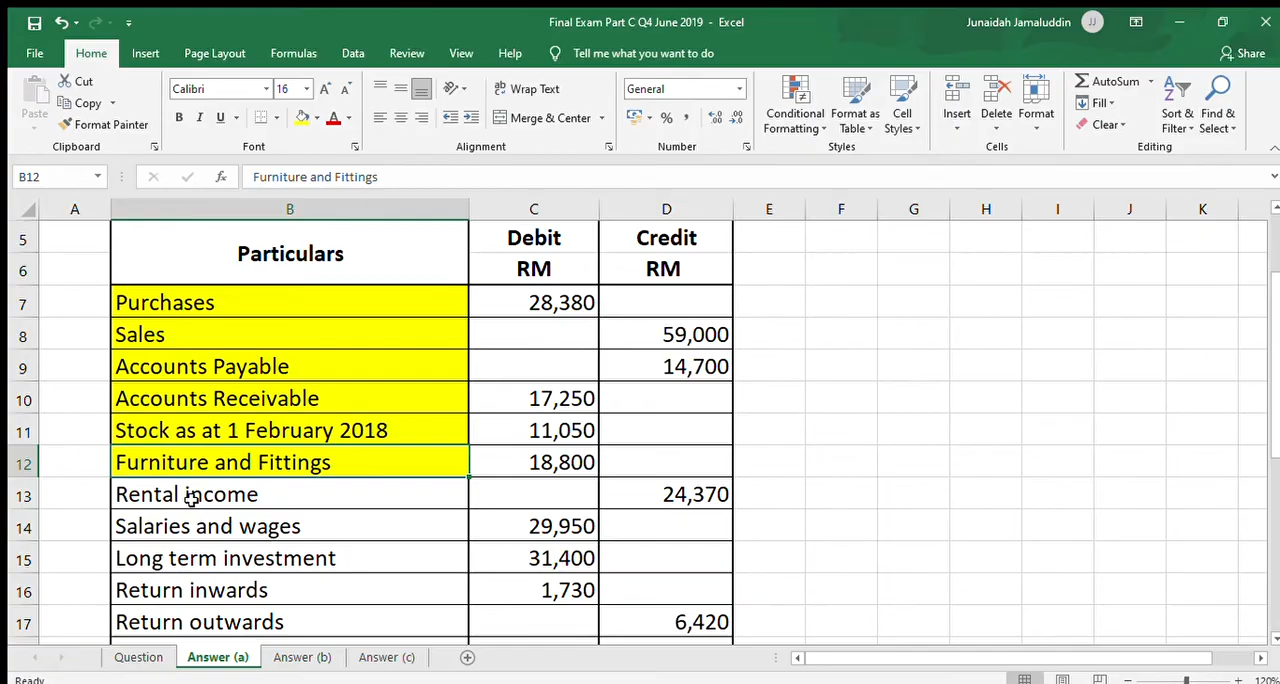 Final Exam Part C Q4 June 2019 - Excel
Junaidah Jamaluddin
JJ
File Home Insert Page Layout Formulas Data Review View Help Tell me what you want to do
Share
Paste
Cut
Copy
Format Painter
Clipboard
Calibri 16
B I U
Font
Wrap Text
Merge & Center
Alignment
General
%
Number
Conditional Formatting
Format as Table
Cell Styles
Styles
Insert Delete Format
Cells
AutoSum
Fill
Clear
Sort & Filter
Find & Select
Editing
B12 fx Furniture and Fittings
A B C D E F G H I J K
5 Particulars Debit Credit
6 RM RM
7 Purchases 28,380
8 Sales 59,000
9 Accounts Payable 14,700
10 Accounts Receivable 17,250
11 Stock as at 1 February 2018 11,050
12 Furniture and Fittings 18,800
13 Rental income 24,370
14 Salaries and wages 29,950
15 Long term investment 31,400
16 Return inwards 1,730
17 Return outwards 6,420
Question Answer (a) Answer (b) Answer (c)
Ready
120%